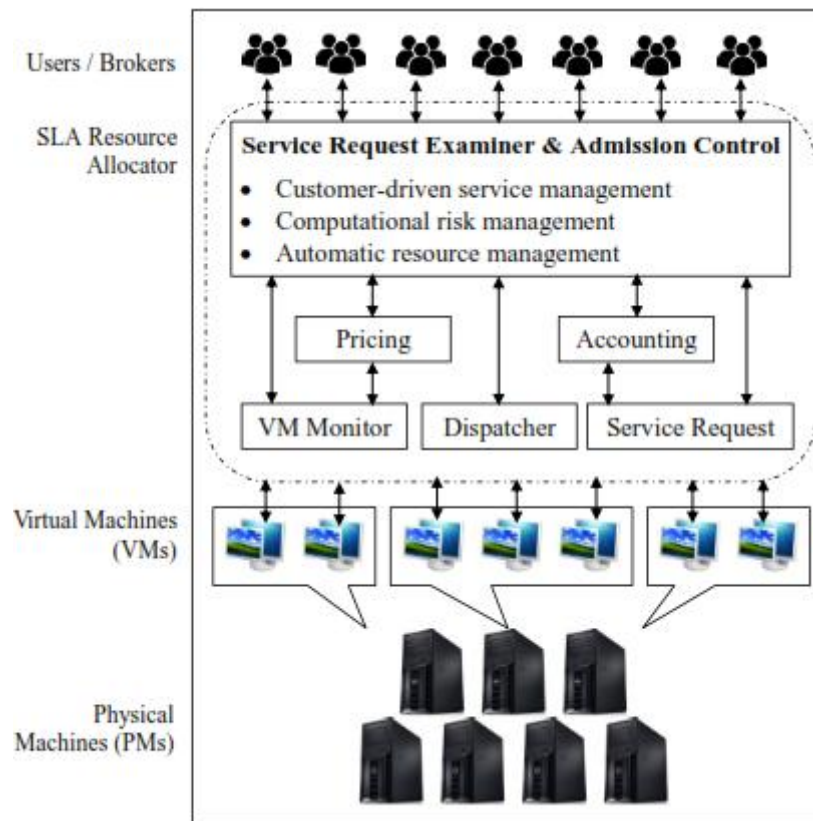 Users / Brokers
SLA Resource
Allocator
Service Request Examiner & Admission Control
• Customer-driven service management
• Computational risk management
• Automatic resource management
Pricing
Accounting
VM Monitor
Dispatcher
Service Request
Virtual Machines
(VMs)
Physical
Machines (PMs)